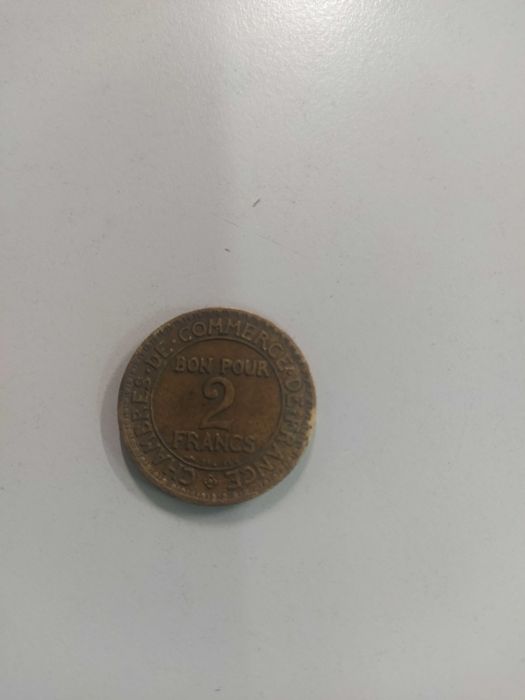 CHAMBRES·DE·COMMERCE·DE·FRANCE
BON POUR
2
FRANCS